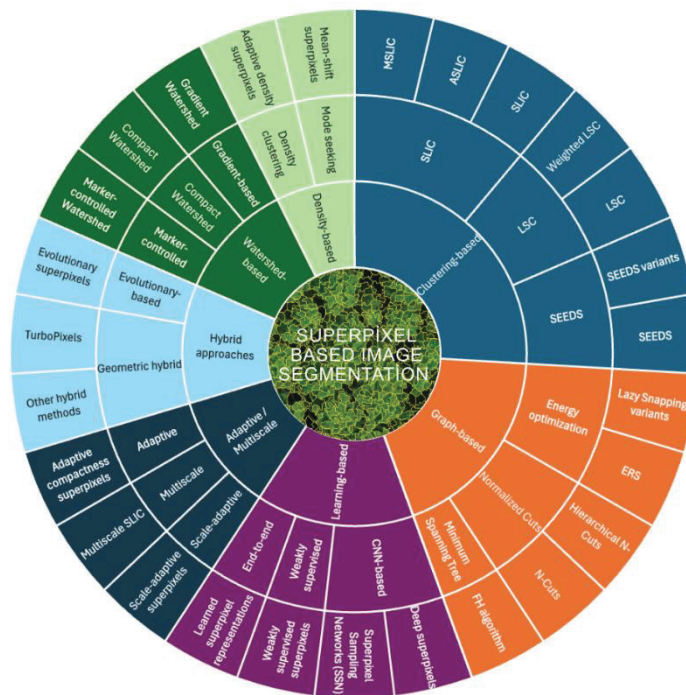 SUPERPIXEL
BASED IMAGE
SEGMENTATION
Clustering-based
SLIC
MSLIC
ASLIC
SLIC
LSC
Weighted LSC
LSC
SEEDS
SEEDS variants
SEEDS
Graph-based
Energy
optimization
Lazy Snapping
variants
ERS
Normalized Cuts
Hierarchical N-
Cuts
N-Cuts
Minimum
Spanning Tree
FH algorithm
Learning-based
CNN-based
Deep superpixels
Superpixel
Sampling
Networks (SSN)
Weakly
supervised
Weakly
supervised
superpixels
End-to-end
Learned
superpixel
representations
Adaptive /
Multiscale
Scale-adaptive
Scale-adaptive
superpixels
Multiscale
Multiscale SLIC
Adaptive
Adaptive
compactness
superpixels
Hybrid
approaches
Geometric hybrid
Other hybrid
methods
TurboPixels
Evolutionary-
based
Evolutionary
superpixels
Watershed-
based
Marker-
controlled
Marker-
controlled
Watershed
Compact
Watershed
Compact
Watershed
Gradient-based
Gradient
Watershed
Density-based
Density
clustering
Adaptive density
superpixels
Mode seeking
Mean-shift
superpixels